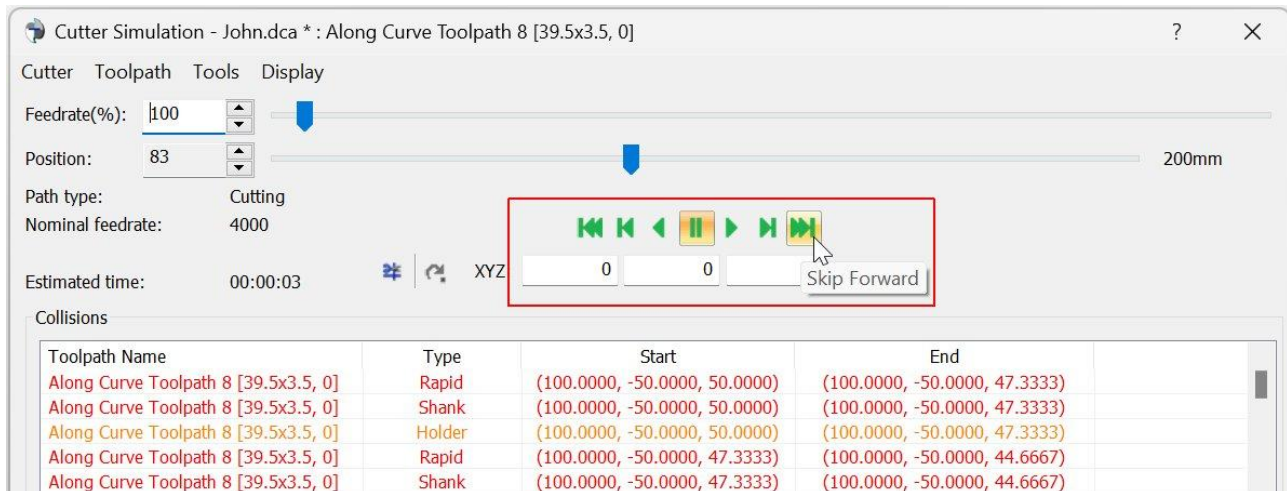 Cutter Simulation - John.dca * : Along Curve Toolpath 8 [39.5x3.5, 0] ?
Cutter Toolpath Tools Display
Feedrate(%): 100
Position: 83 200mm
Path type: Cutting
Nominal feedrate: 4000
Estimated time: 00:00:03 XYZ 0 0
Skip Forward
Collisions
Toolpath Name Type Start End
Along Curve Toolpath 8 [39.5x3.5, 0] Rapid (100.0000, -50.0000, 50.0000) (100.0000, -50.0000, 47.3333)
Along Curve Toolpath 8 [39.5x3.5, 0] Shank (100.0000, -50.0000, 50.0000) (100.0000, -50.0000, 47.3333)
Along Curve Toolpath 8 [39.5x3.5, 0] Holder (100.0000, -50.0000, 50.0000) (100.0000, -50.0000, 47.3333)
Along Curve Toolpath 8 [39.5x3.5, 0] Rapid (100.0000, -50.0000, 47.3333) (100.0000, -50.0000, 44.6667)
Along Curve Toolpath 8 [39.5x3.5, 0] Shank (100.0000, -50.0000, 47.3333) (100.0000, -50.0000, 44.6667)